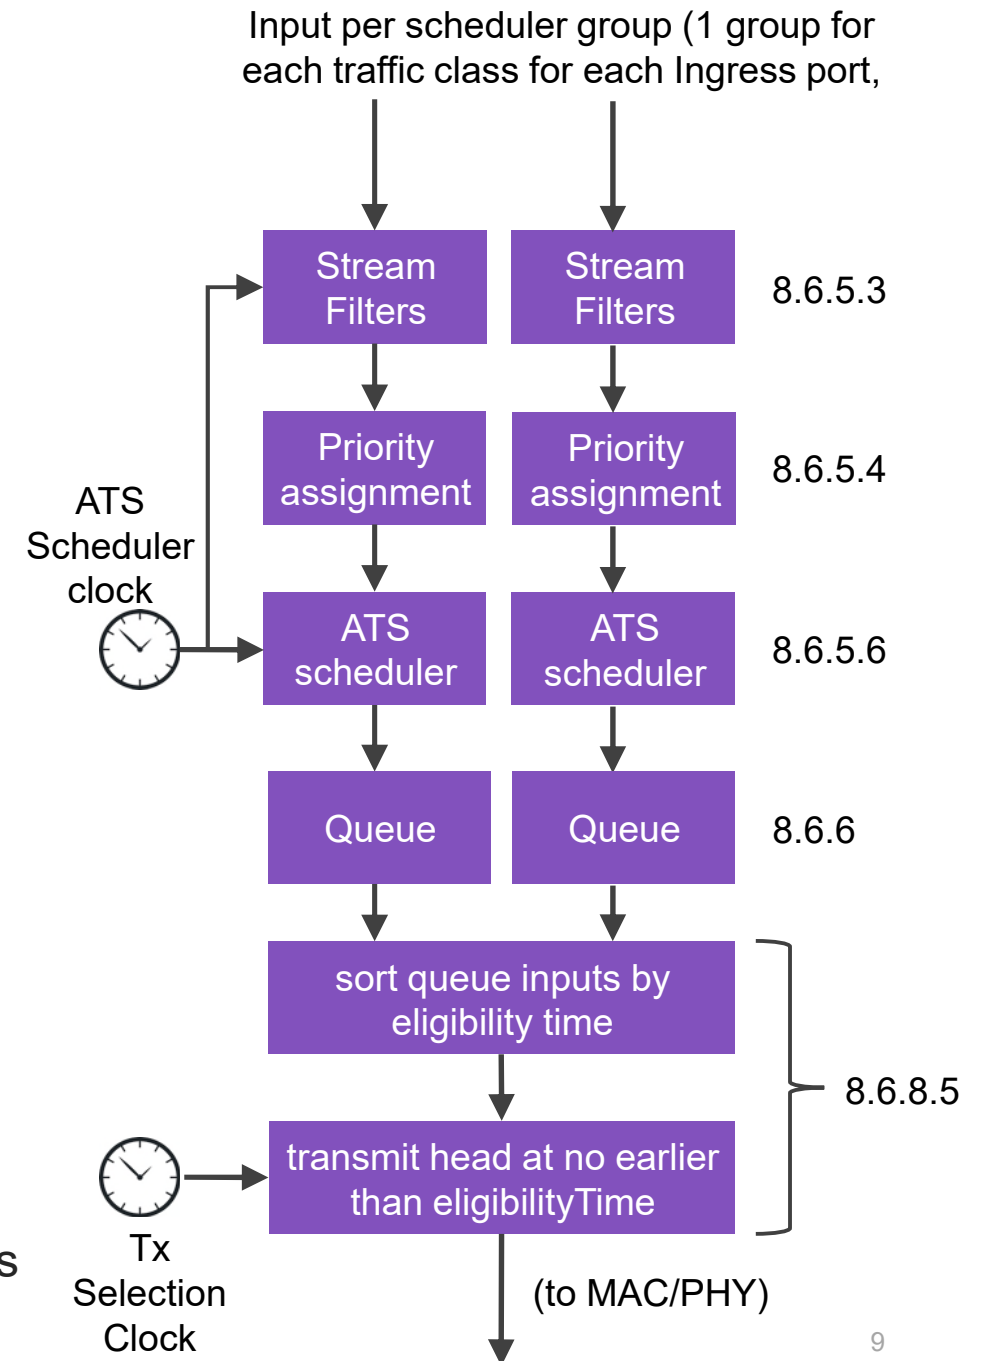 Input per scheduler group (1 group for
each traffic class for each Ingress port,
Stream
Filters
Stream
Filters
8.6.5.3
Priority
assignment
Priority
assignment
8.6.5.4
ATS
Scheduler
clock
ATS
scheduler
ATS
scheduler
8.6.5.6
Queue
Queue
8.6.6
sort queue inputs by
eligibility time
8.6.8.5
transmit head at no earlier
than eligibilityTime
s
Tx
Selection
Clock
(to MAC/PHY)
9